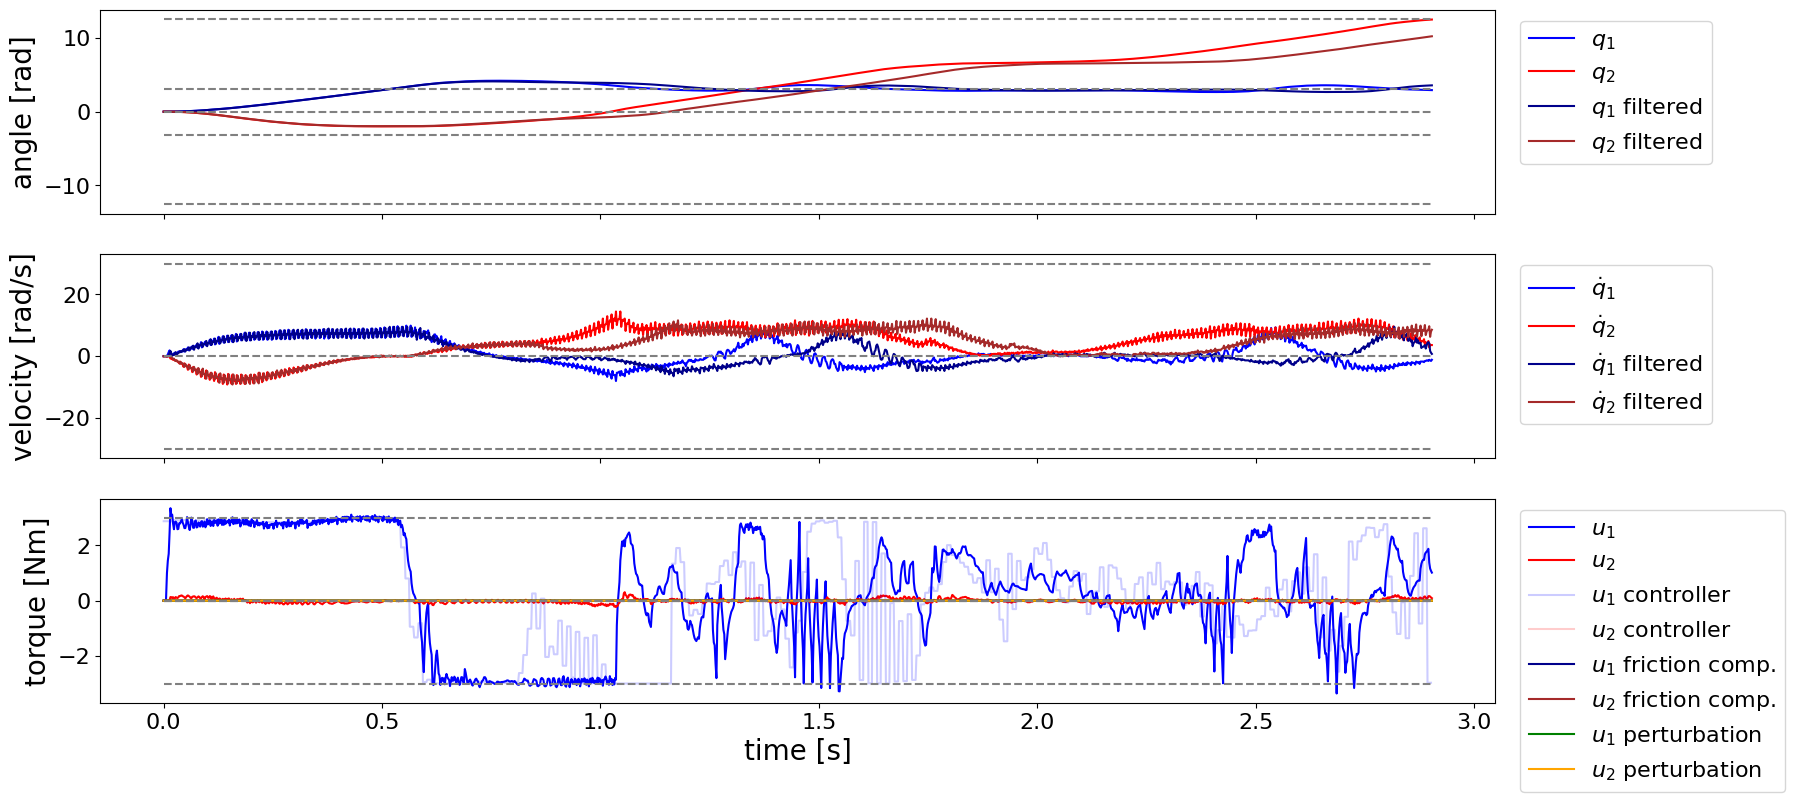 angle [rad]
10
0
−10
q₁
q₂
q₁ filtered
q₂ filtered
velocity [rad/s]
20
0
−20
q̇₁
q̇₂
q̇₁ filtered
q̇₂ filtered
torque [Nm]
2
0
−2
0.0 0.5 1.0 1.5 2.0 2.5 3.0
time [s]
u₁
u₂
u₁ controller
u₂ controller
u₁ friction comp.
u₂ friction comp.
u₁ perturbation
u₂ perturbation